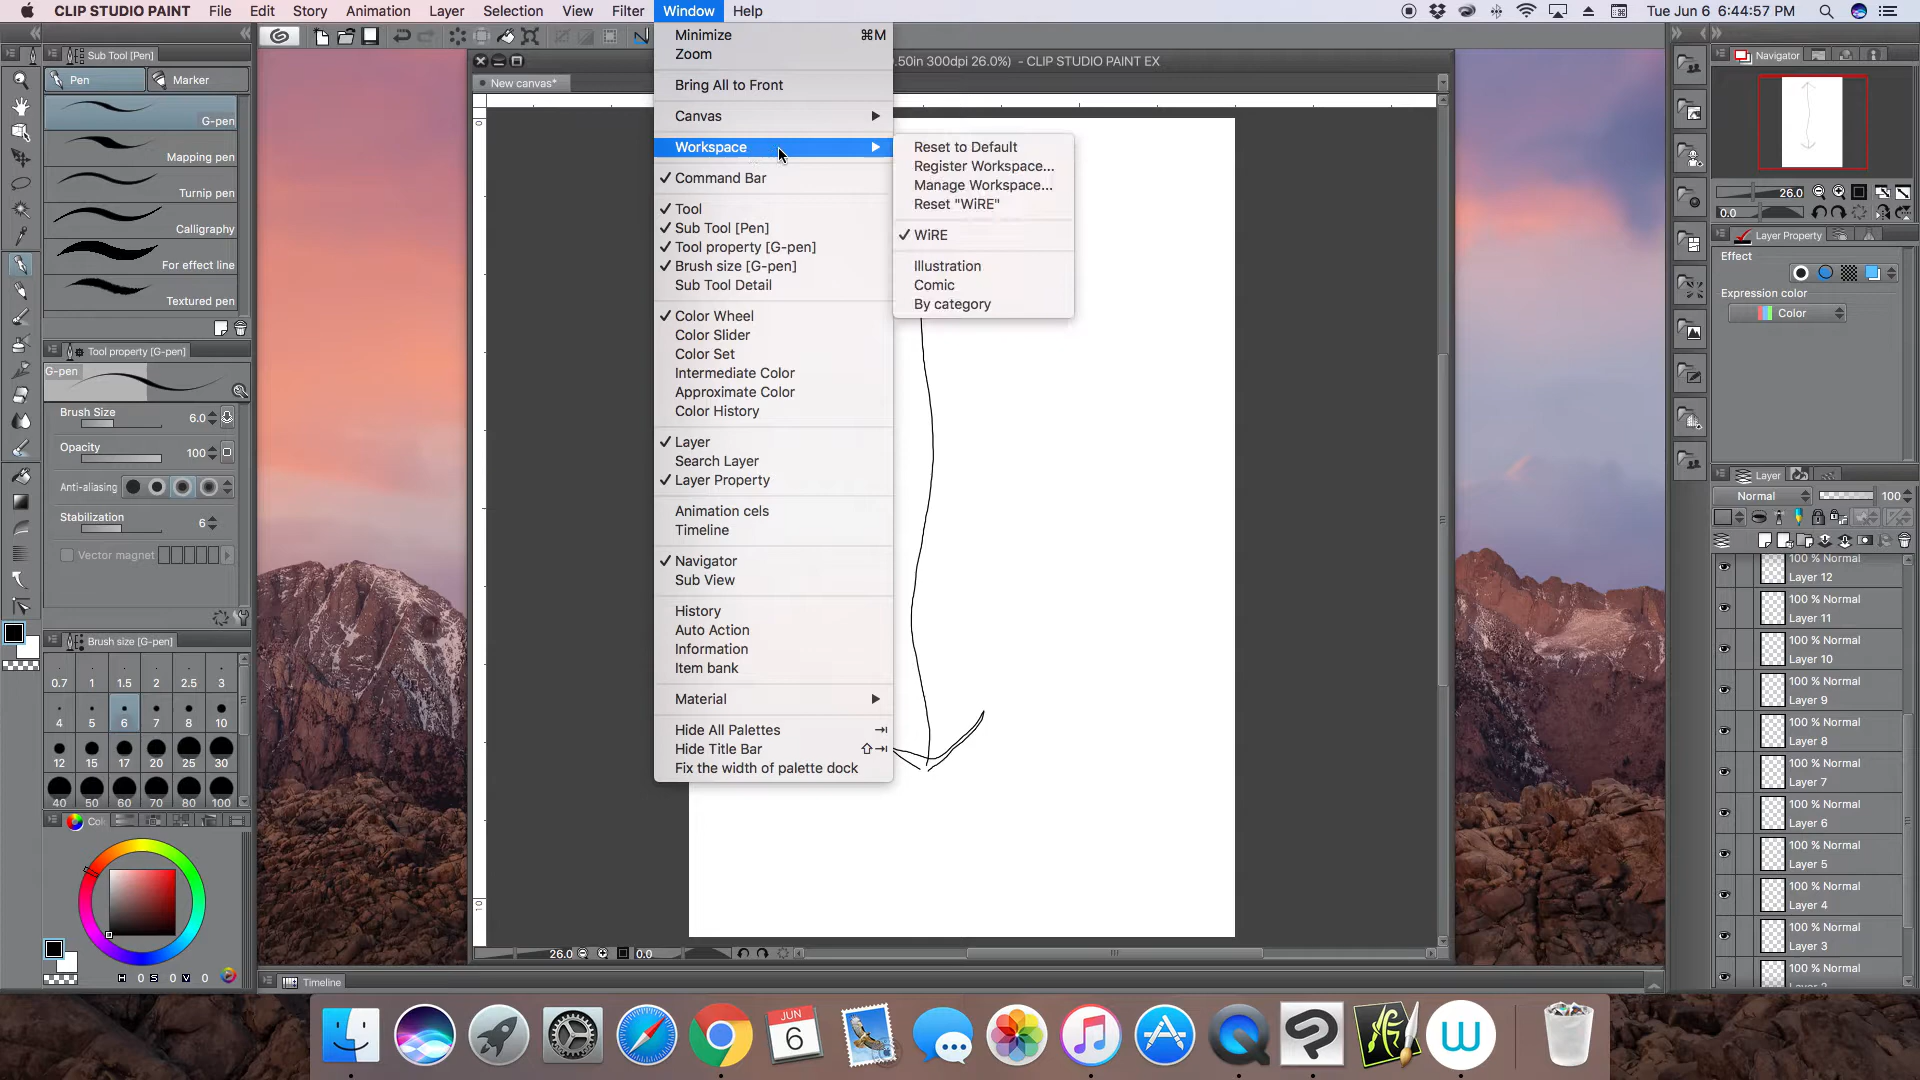 CLIP STUDIO PAINT File Edit Story Animation Layer Selection View Filter Window Help Tue Jun 6 6:44:57 PM
Sub Tool [Pen]
Pen Marker
G-pen
Mapping pen
Turnip pen
Calligraphy
For effect line
Textured pen
Tool property [G-pen]
G-pen
Brush Size 6.0
Opacity 100
Anti-aliasing
Stabilization 6
Vector magnet
Brush size [G-pen]
0.7 1 1.5 2 2.5 3
4 5 6 7 8 10
12 15 17 20 25 30
40 50 60 70 80 100
Col
H 0 S 0 V 0
Minimize ⌘M
Zoom
Bring All to Front
Canvas
Workspace
Command Bar
✓ Tool
✓ Sub Tool [Pen]
✓ Tool property [G-pen]
✓ Brush size [G-pen]
Sub Tool Detail
✓ Color Wheel
Color Slider
Color Set
Intermediate Color
Approximate Color
Color History
✓ Layer
Search Layer
✓ Layer Property
Animation cels
Timeline
✓ Navigator
Sub View
History
Auto Action
Information
Item bank
Material
Hide All Palettes ⇥
Hide Title Bar ⇧⇥
Fix the width of palette dock
Reset to Default
Register Workspace...
Manage Workspace...
Reset "WiRE"
✓ WiRE
Illustration
Comic
By category
.50in 300dpi 26.0%) - CLIP STUDIO PAINT EX
New canvas*
0
10
26.0 0.0
Timeline
Navigator
26.0
0.0
Layer Property
Effect
Expression color
Color
Layer
Normal 100
100 % Normal
Layer 12
100 % Normal
Layer 11
100 % Normal
Layer 10
100 % Normal
Layer 9
100 % Normal
Layer 8
100 % Normal
Layer 7
100 % Normal
Layer 6
100 % Normal
Layer 5
100 % Normal
Layer 4
100 % Normal
Layer 3
100 % Normal
JUN
6
W